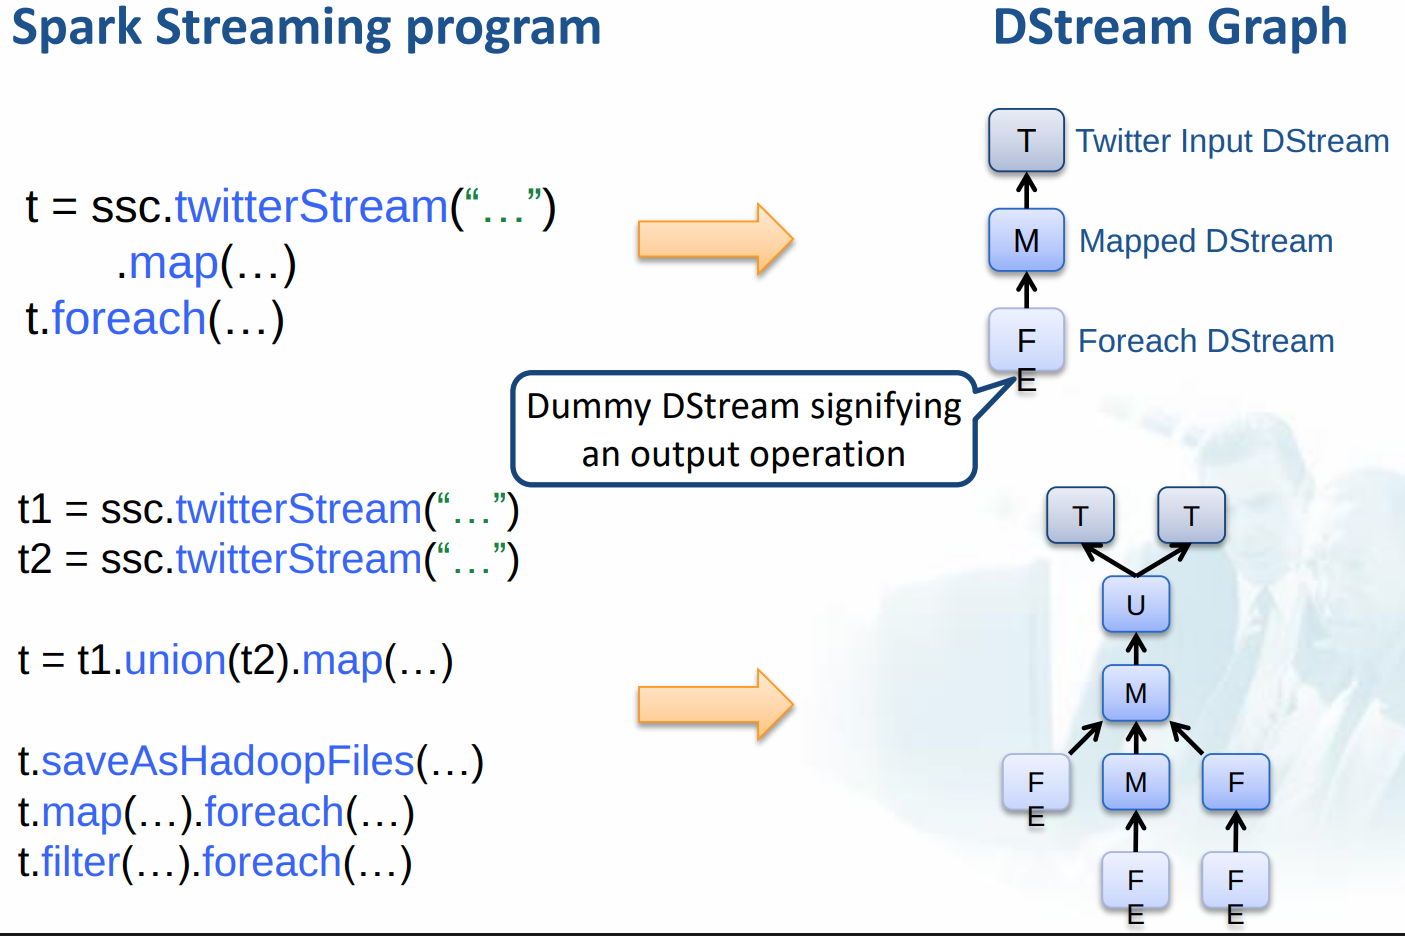 Spark Streaming program
DStream Graph
t = ssc.twitterStream(“…”)
.map(…)
t.foreach(…)
T
Twitter Input DStream
M
Mapped DStream
F
E
Foreach DStream
Dummy DStream signifying
an output operation
t1 = ssc.twitterStream(“…”)
t2 = ssc.twitterStream(“…”)
t = t1.union(t2).map(…)
t.saveAsHadoopFiles(…)
t.map(…).foreach(…)
t.filter(…).foreach(…)
T T
U
M
F
E
M
F
F
E
F
E